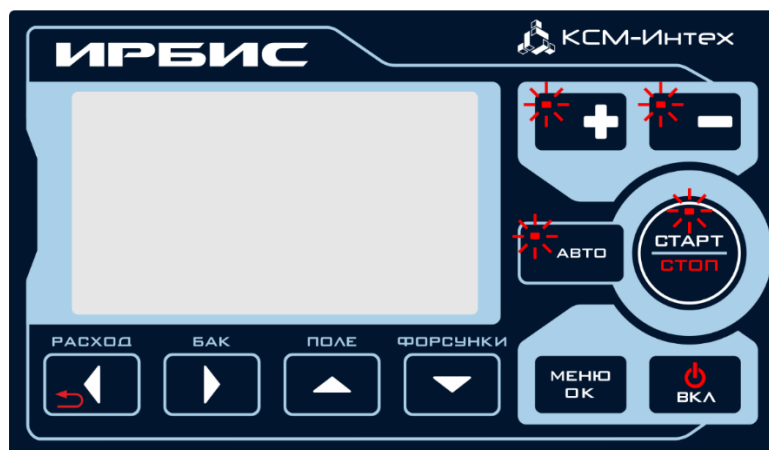 ИРБИС
КСМ-Интех
АВТО
СТАРТ
СТОП
РАСХОД
БАК
ПОЛЕ
ФОРСУНКИ
МЕНЮ
ОК
ВКЛ